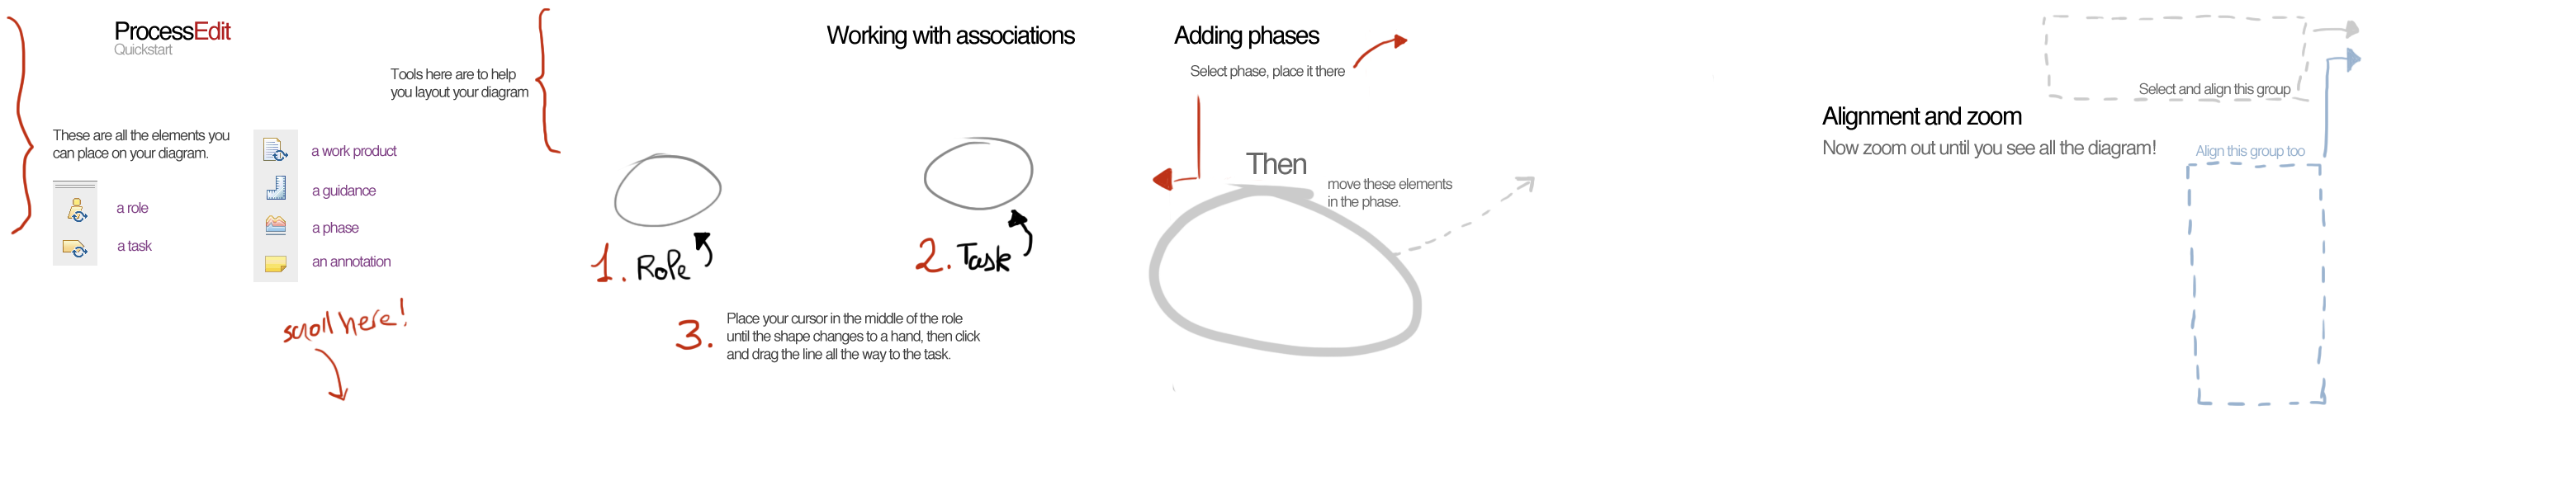 ProcessEdit
Quickstart
Tools here are to help
you layout your diagram
These are all the elements you
can place on your diagram.
a role
a task
a work product
a guidance
a phase
an annotation
scroll here!
Working with associations
1. Role
2. Task
3. Place your cursor in the middle of the role
until the shape changes to a hand, then click
and drag the line all the way to the task.
Adding phases
Select phase, place it there
Then
move these elements
in the phase.
Select and align this group
Alignment and zoom
Now zoom out until you see all the diagram!
Align this group too